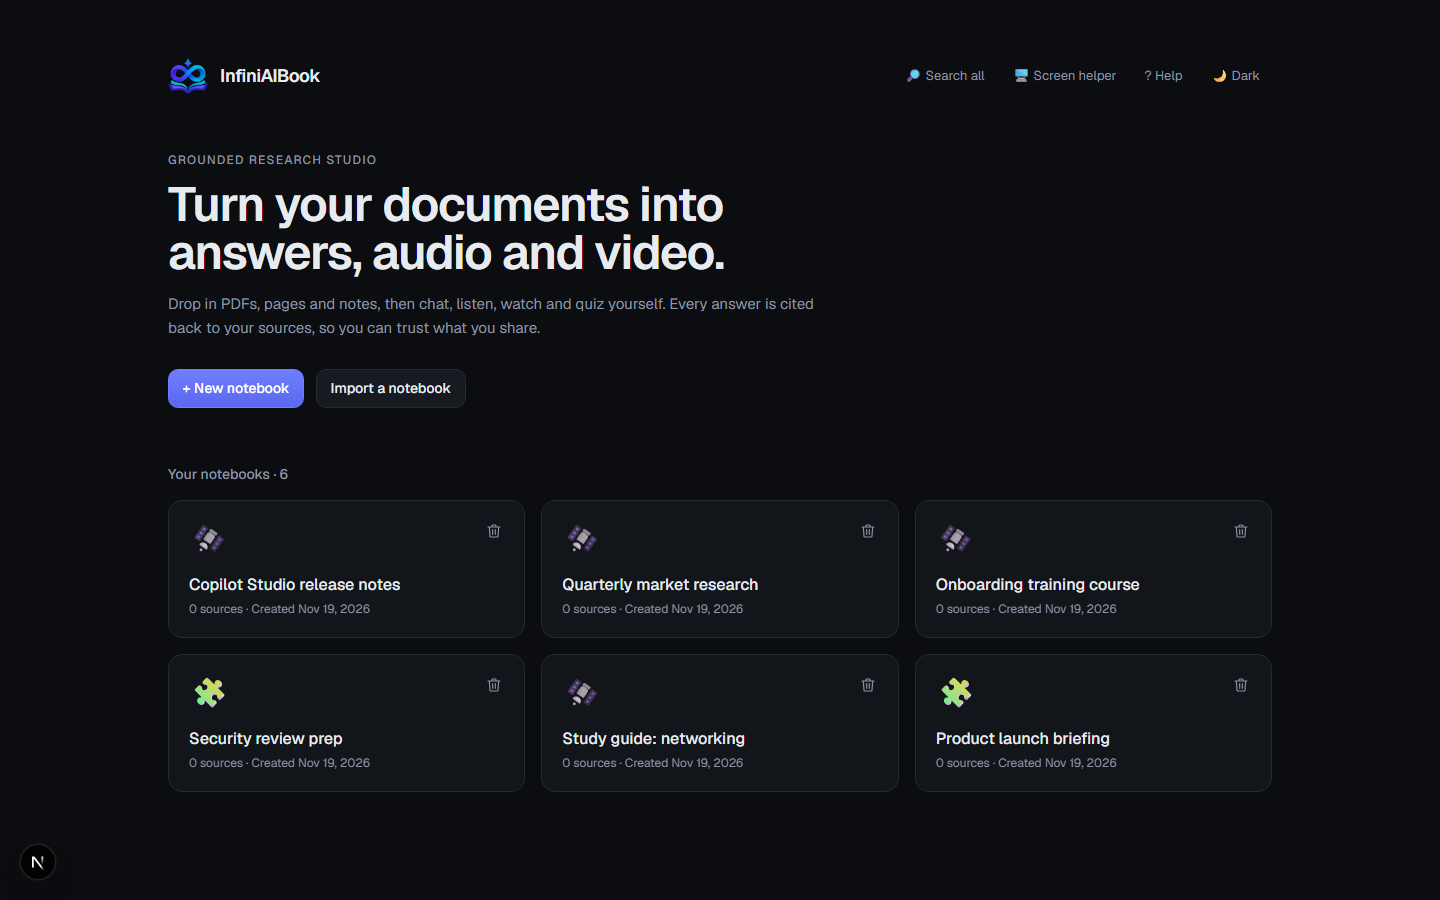 InfiniAIBook
Search all
Screen helper
? Help
Dark
GROUNDED RESEARCH STUDIO
Turn your documents into
answers, audio and video.
Drop in PDFs, pages and notes, then chat, listen, watch and quiz yourself. Every answer is cited
back to your sources, so you can trust what you share.
+ New notebook
Import a notebook
Your notebooks · 6
Copilot Studio release notes
0 sources · Created Nov 19, 2026
Quarterly market research
0 sources · Created Nov 19, 2026
Onboarding training course
0 sources · Created Nov 19, 2026
Security review prep
0 sources · Created Nov 19, 2026
Study guide: networking
0 sources · Created Nov 19, 2026
Product launch briefing
0 sources · Created Nov 19, 2026
N